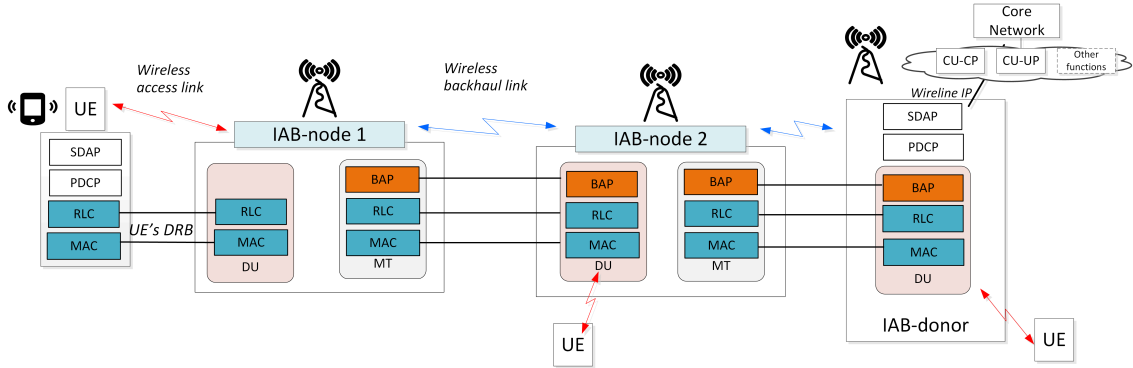 Core
Network
CU-CP
CU-UP
Other
functions
Wireline IP
Wireless
access link
Wireless
backhaul link
UE
IAB-node 1
IAB-node 2
SDAP
PDCP
RLC
MAC
UE's DRB
RLC
MAC
DU
BAP
RLC
MAC
MT
BAP
RLC
MAC
DU
BAP
RLC
MAC
MT
SDAP
PDCP
BAP
RLC
MAC
DU
IAB-donor
UE
UE